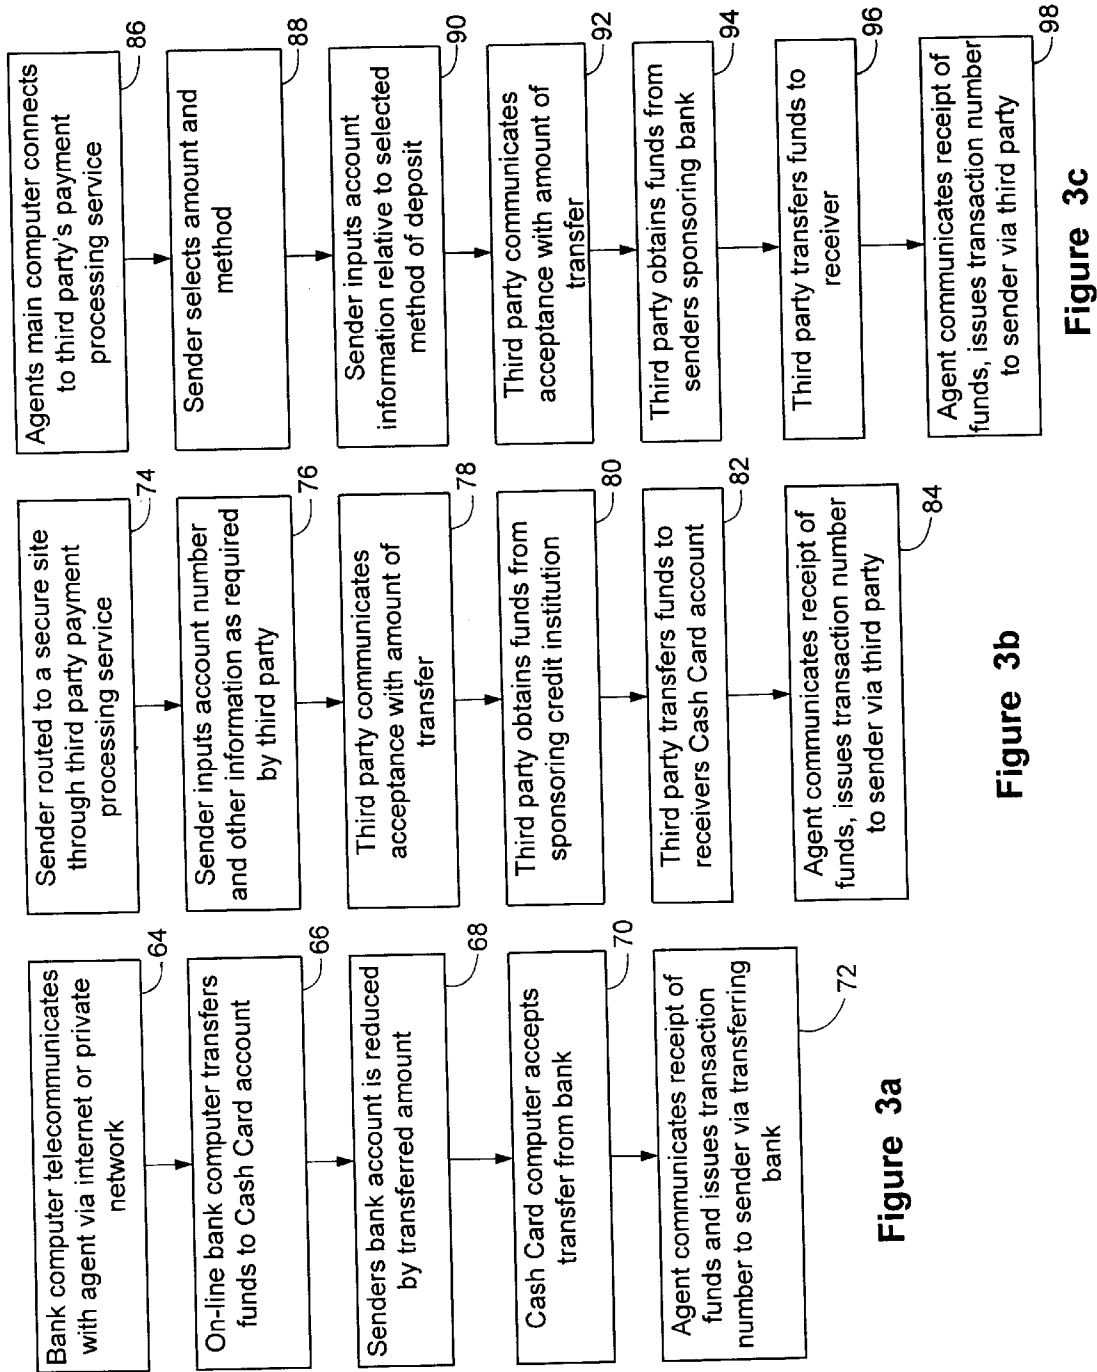 Bank computer telecommunicates
with agent via internet or private
network
64
On-line bank computer transfers
funds to Cash Card account
66
Senders bank account is reduced
by transferred amount
68
Cash Card computer accepts
transfer from bank
70
Agent communicates receipt of
funds and issues transaction
number to sender via transferring
bank
72
Figure 3a
Sender routed to a secure site
through third party payment
processing service
74
Sender inputs account number
and other information as required
by third party
76
Third party communicates
acceptance with amount of
transfer
78
Third party obtains funds from
sponsoring credit institution
80
Third party transfers funds to
receivers Cash Card account
82
Agent communicates receipt of
funds, issues transaction number
to sender via third party
84
Figure 3b
Agents main computer connects
to third party's payment
processing service
86
Sender selects amount and
method
88
Sender inputs account
information relative to selected
method of deposit
90
Third party communicates
acceptance with amount of
transfer
92
Third party obtains funds from
senders sponsoring bank
94
Third party transfers funds to
receiver
96
Agent communicates receipt of
funds, issues transaction number
to sender via third party
98
Figure 3c